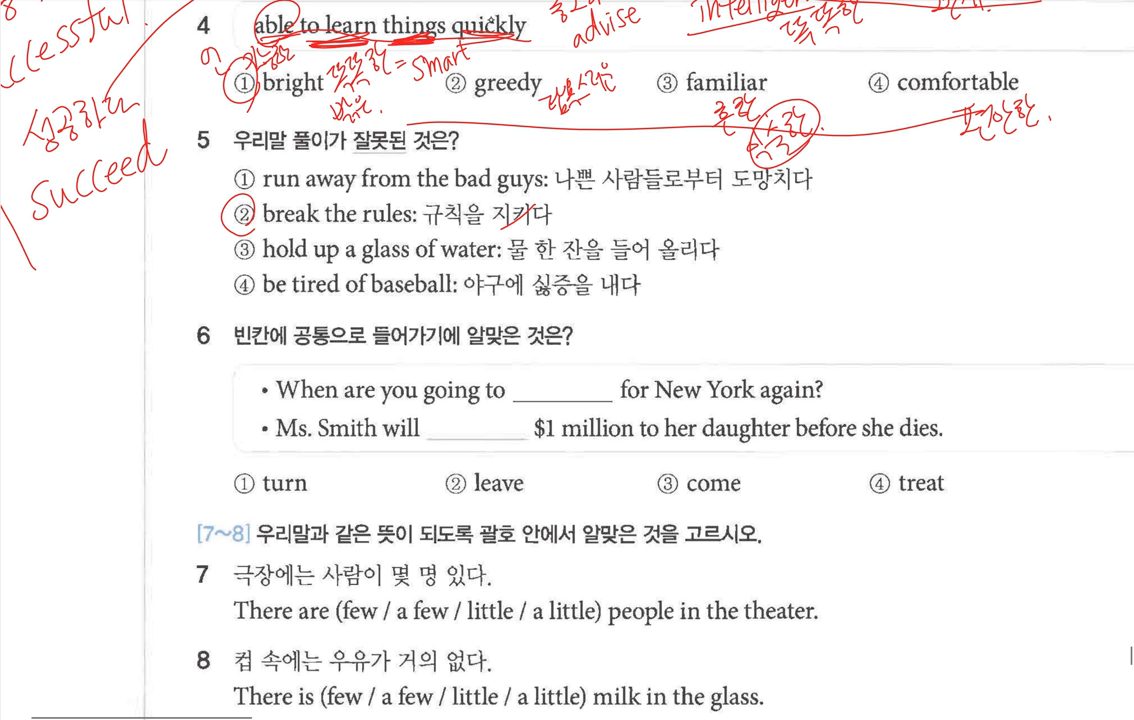 ccessful.
advise
똑똑한
4 able to learn things quickly
똑똑한 = smart
① bright ② greedy ③ familiar ④ comfortable
밝은.
탐욕스러운
흔한
익숙한.
편안한.
성공하다
succeed
5 우리말 풀이가 잘못된 것은?
① run away from the bad guys: 나쁜 사람들로부터 도망치다
② break the rules: 규칙을 지키다
③ hold up a glass of water: 물 한 잔을 들어 올리다
④ be tired of baseball: 야구에 싫증을 내다
6 빈칸에 공통으로 들어가기에 알맞은 것은?
• When are you going to ________ for New York again?
• Ms. Smith will ________ $1 million to her daughter before she dies.
① turn ② leave ③ come ④ treat
[7~8] 우리말과 같은 뜻이 되도록 괄호 안에서 알맞은 것을 고르시오.
7 극장에는 사람이 몇 명 있다.
There are (few / a few / little / a little) people in the theater.
8 컵 속에는 우유가 거의 없다.
There is (few / a few / little / a little) milk in the glass.